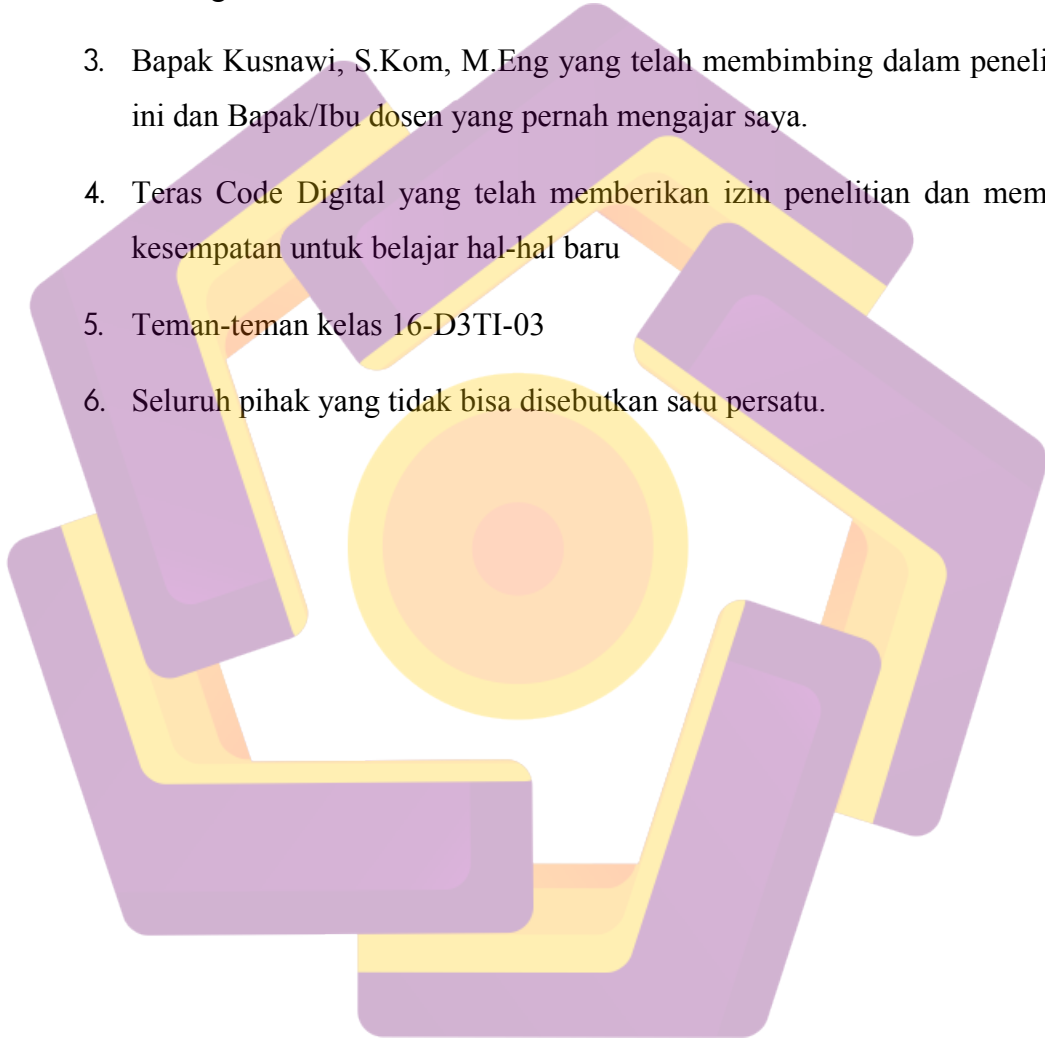 3. Bapak Kusnawi, S.Kom, M.Eng yang telah membimbing dalam
ini dan Bapak/Ibu dosen yang pernah mengajar saya.
4. Teras Code Digital yang telah memberikan izin penelitian dan
kesempatan untuk belajar hal-hal baru
5. Teman-teman kelas 16-D3TI-03
6. Seluruh pihak yang tidak bisa disebutkan satu persatu.